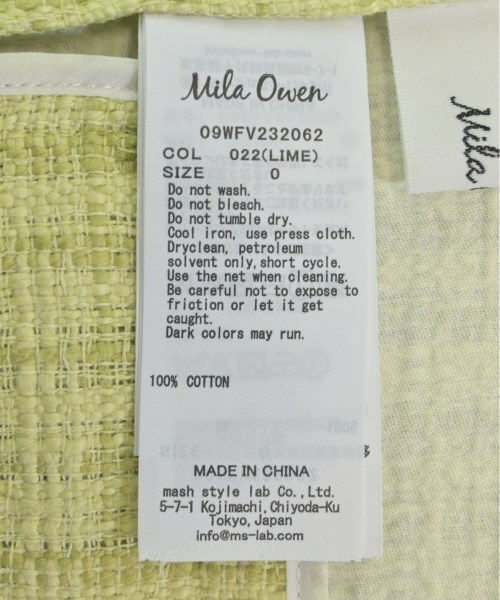 Mila Owen
Mila
09WFV232062
COL 022(LIME)
SIZE 0
Do not wash.
Do not bleach.
Do not tumble dry.
Cool iron, use press cloth.
Dryclean, petroleum
solvent only,short cycle.
Use the net when cleaning.
Be careful not to expose to
friction or let it get
caught.
Dark colors may run.
100% COTTON
MADE IN CHINA
mash style lab Co.,Ltd.
5-7-1 Kojimachi,Chiyoda-Ku
Tokyo,Japan
info@ms-lab.com